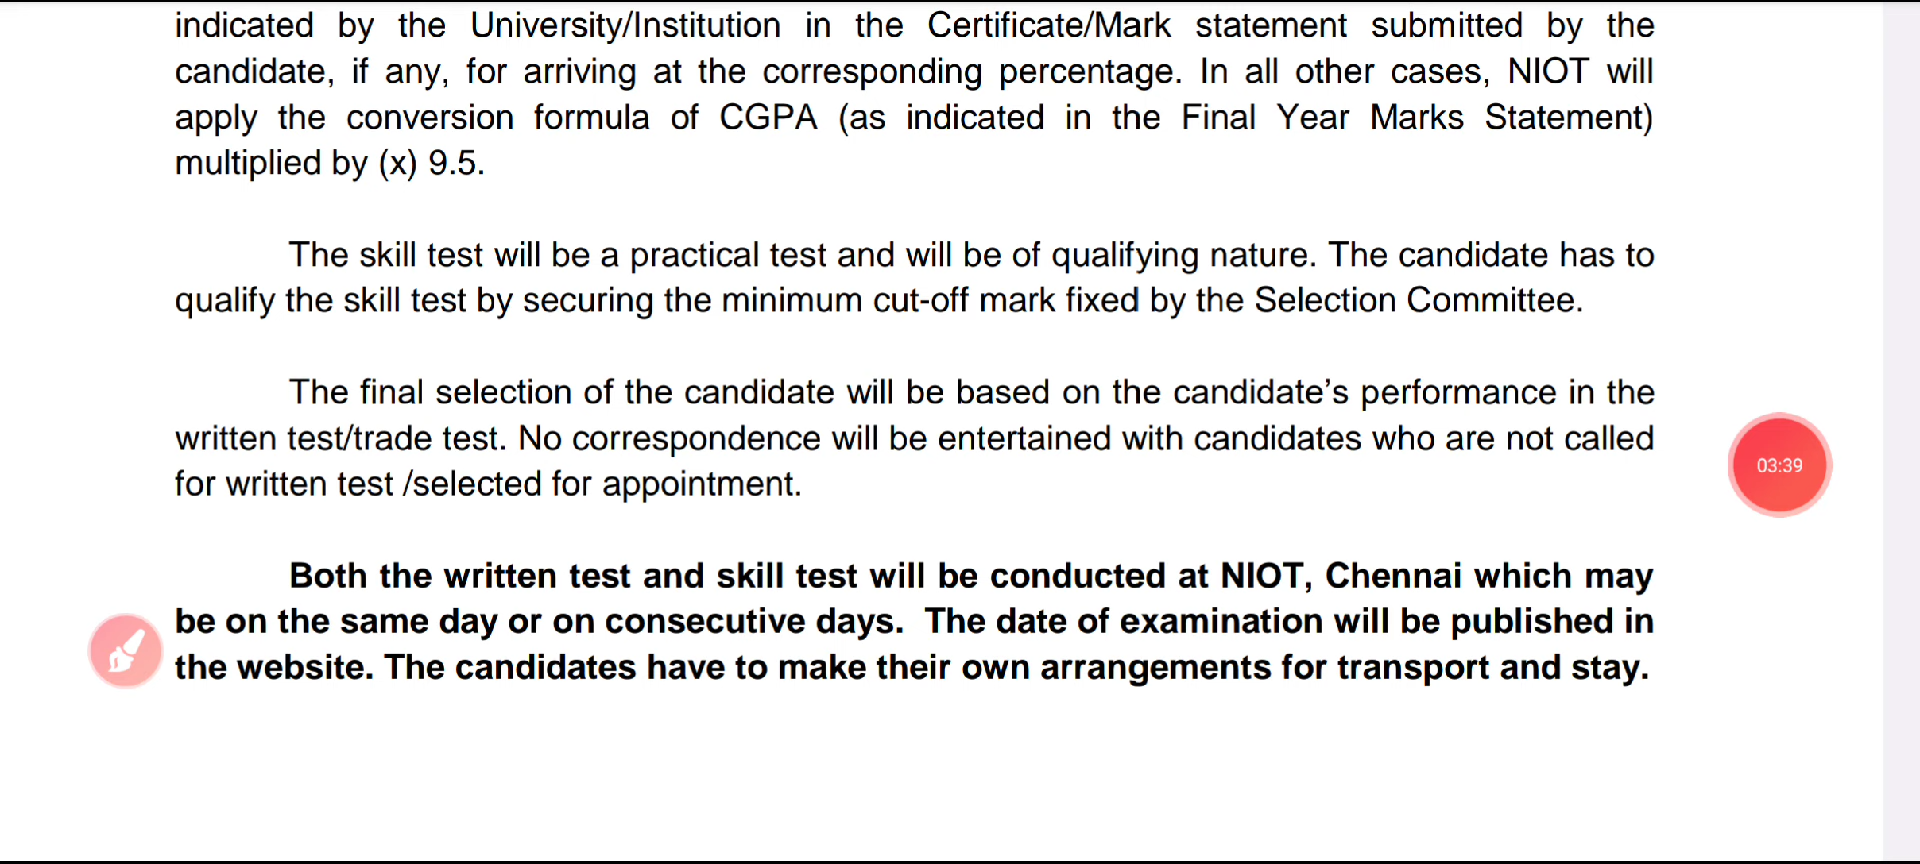 indicated by the University/Institution in the Certificate/Mark statement submitted by the
candidate, if any, for arriving at the corresponding percentage. In all other cases, NIOT will
apply the conversion formula of CGPA (as indicated in the Final Year Marks Statement)
multiplied by (x) 9.5.
The skill test will be a practical test and will be of qualifying nature. The candidate has to
qualify the skill test by securing the minimum cut-off mark fixed by the Selection Committee.
The final selection of the candidate will be based on the candidate's performance in the
written test/trade test. No correspondence will be entertained with candidates who are not called
for written test /selected for appointment.
03:39
Both the written test and skill test will be conducted at NIOT, Chennai which may
be on the same day or on consecutive days. The date of examination will be published in
the website. The candidates have to make their own arrangements for transport and stay.